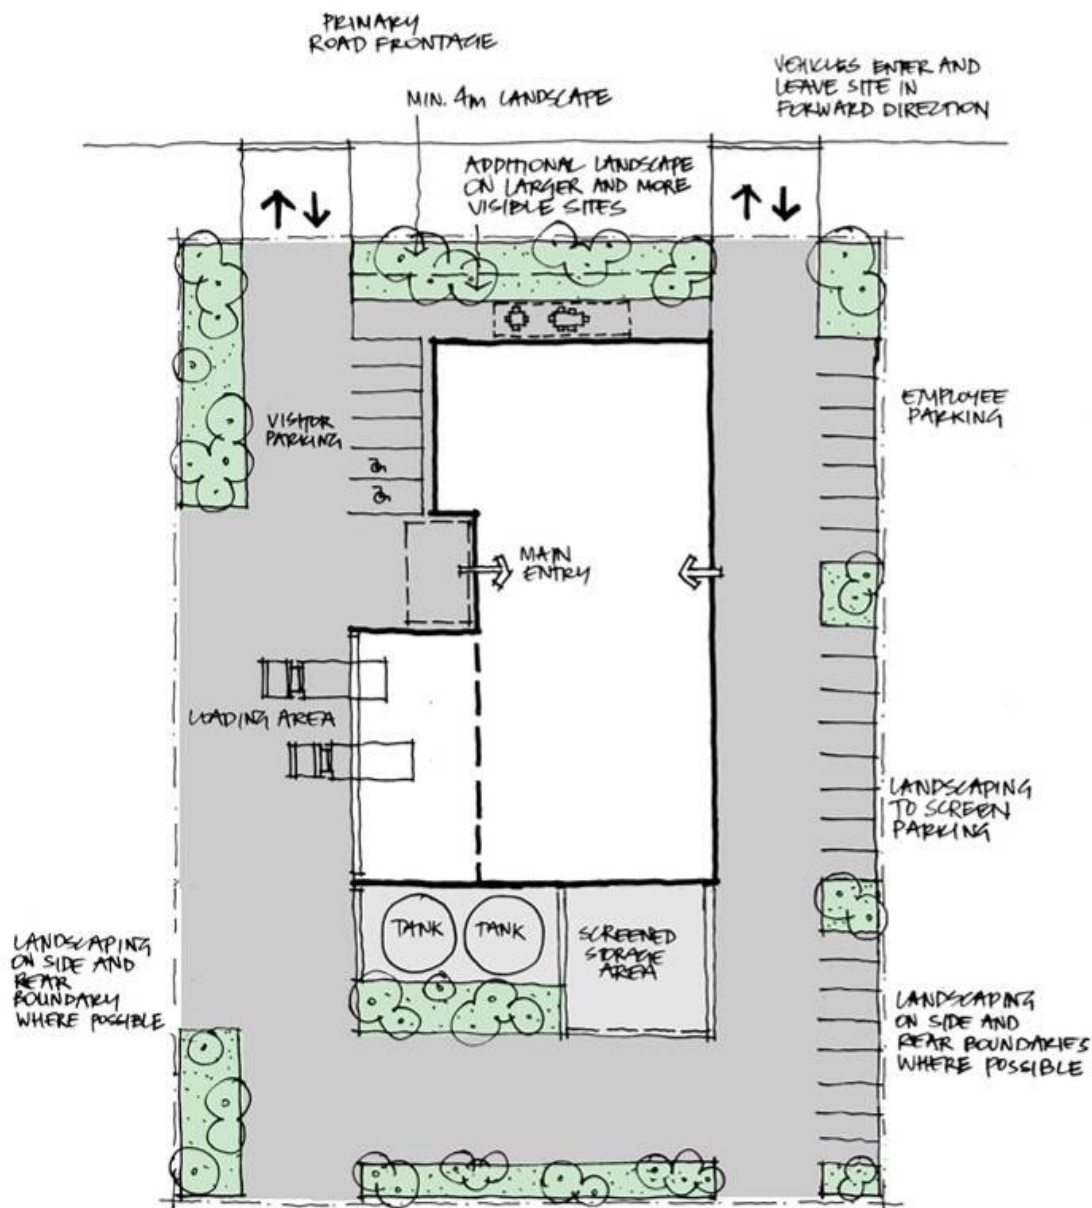 PRIMARY
ROAD FRONTAGE
VEHICLES ENTER AND
LEAVE SITE IN
FORWARD DIRECTION
MIN. 4m LANDSCAPE
ADDITIONAL LANDSCAPE
ON LARGER AND MORE
VISIBLE SITES
VISITOR
PARKING
EMPLOYEE
PARKING
MAIN
ENTRY
LOADING AREA
LANDSCAPING
TO SCREEN
PARKING
TANK
TANK
SCREENED
STORAGE
AREA
LANDSCAPING
ON SIDE AND
REAR
BOUNDARY
WHERE POSSIBLE
LANDSCAPING
ON SIDE AND
REAR BOUNDARIES
WHERE POSSIBLE